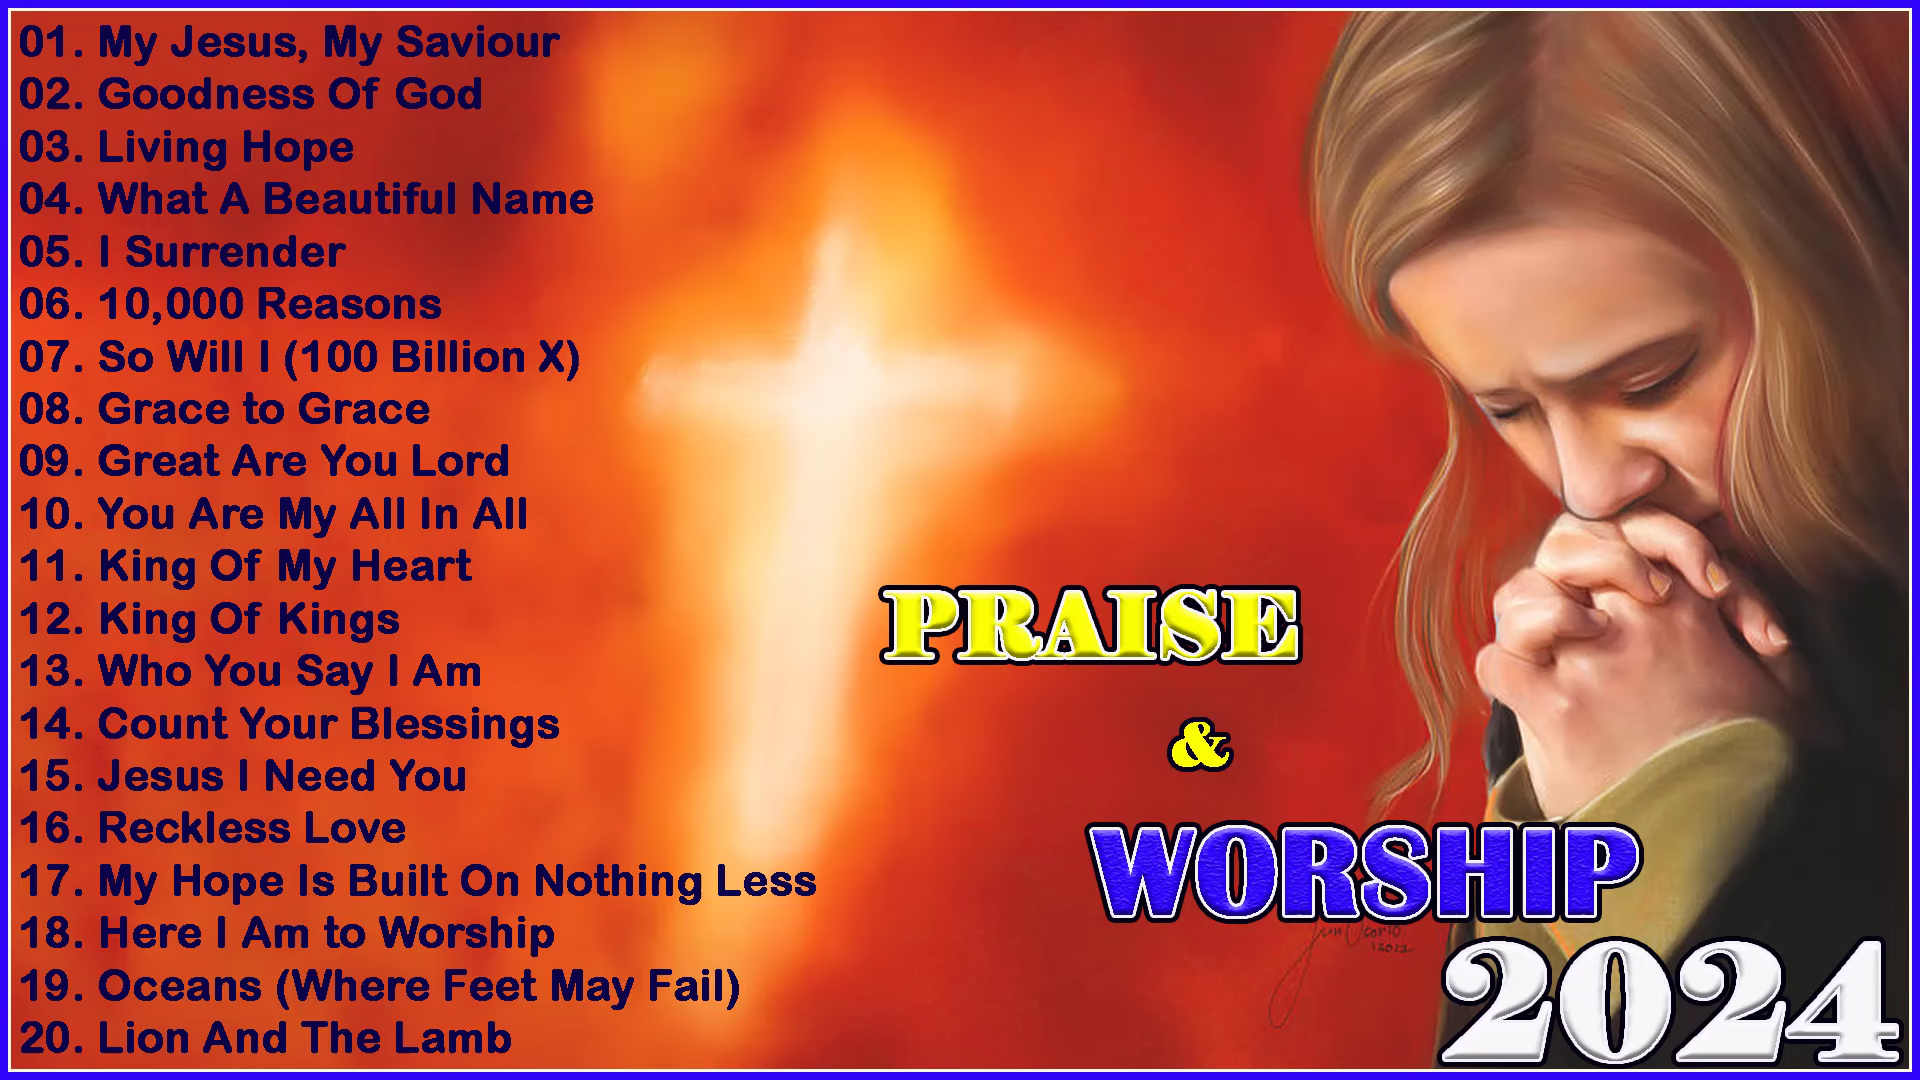 01. My Jesus, My Saviour
02. Goodness Of God
03. Living Hope
04. What A Beautiful Name
05. I Surrender
06. 10,000 Reasons
07. So Will I (100 Billion X)
08. Grace to Grace
09. Great Are You Lord
10. You Are My All In All
11. King Of My Heart
12. King Of Kings
13. Who You Say I Am
14. Count Your Blessings
15. Jesus I Need You
16. Reckless Love
17. My Hope Is Built On Nothing Less
18. Here I Am to Worship
19. Oceans (Where Feet May Fail)
20. Lion And The Lamb
PRAISE
&
WORSHIP
2024